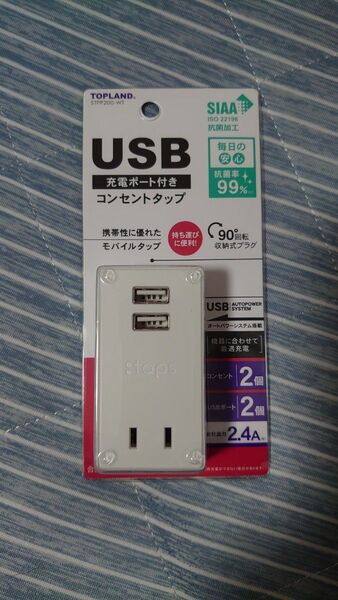 TOPLAND®
STPP200-WT
SIAA
ISO 22196
抗菌加工
USB
充電ポート付き
コンセントタップ
毎日の
安心
抗菌率
99%
携帯性に優れた
モバイルタップ
持ち運び
に便利!
90°回転
収納式プラグ
USB AUTOPOWER SYSTEM
オートパワーシステム搭載
機器に合わせて
最適充電
コンセント 2個
USBポート 2個
2.4A
:taps